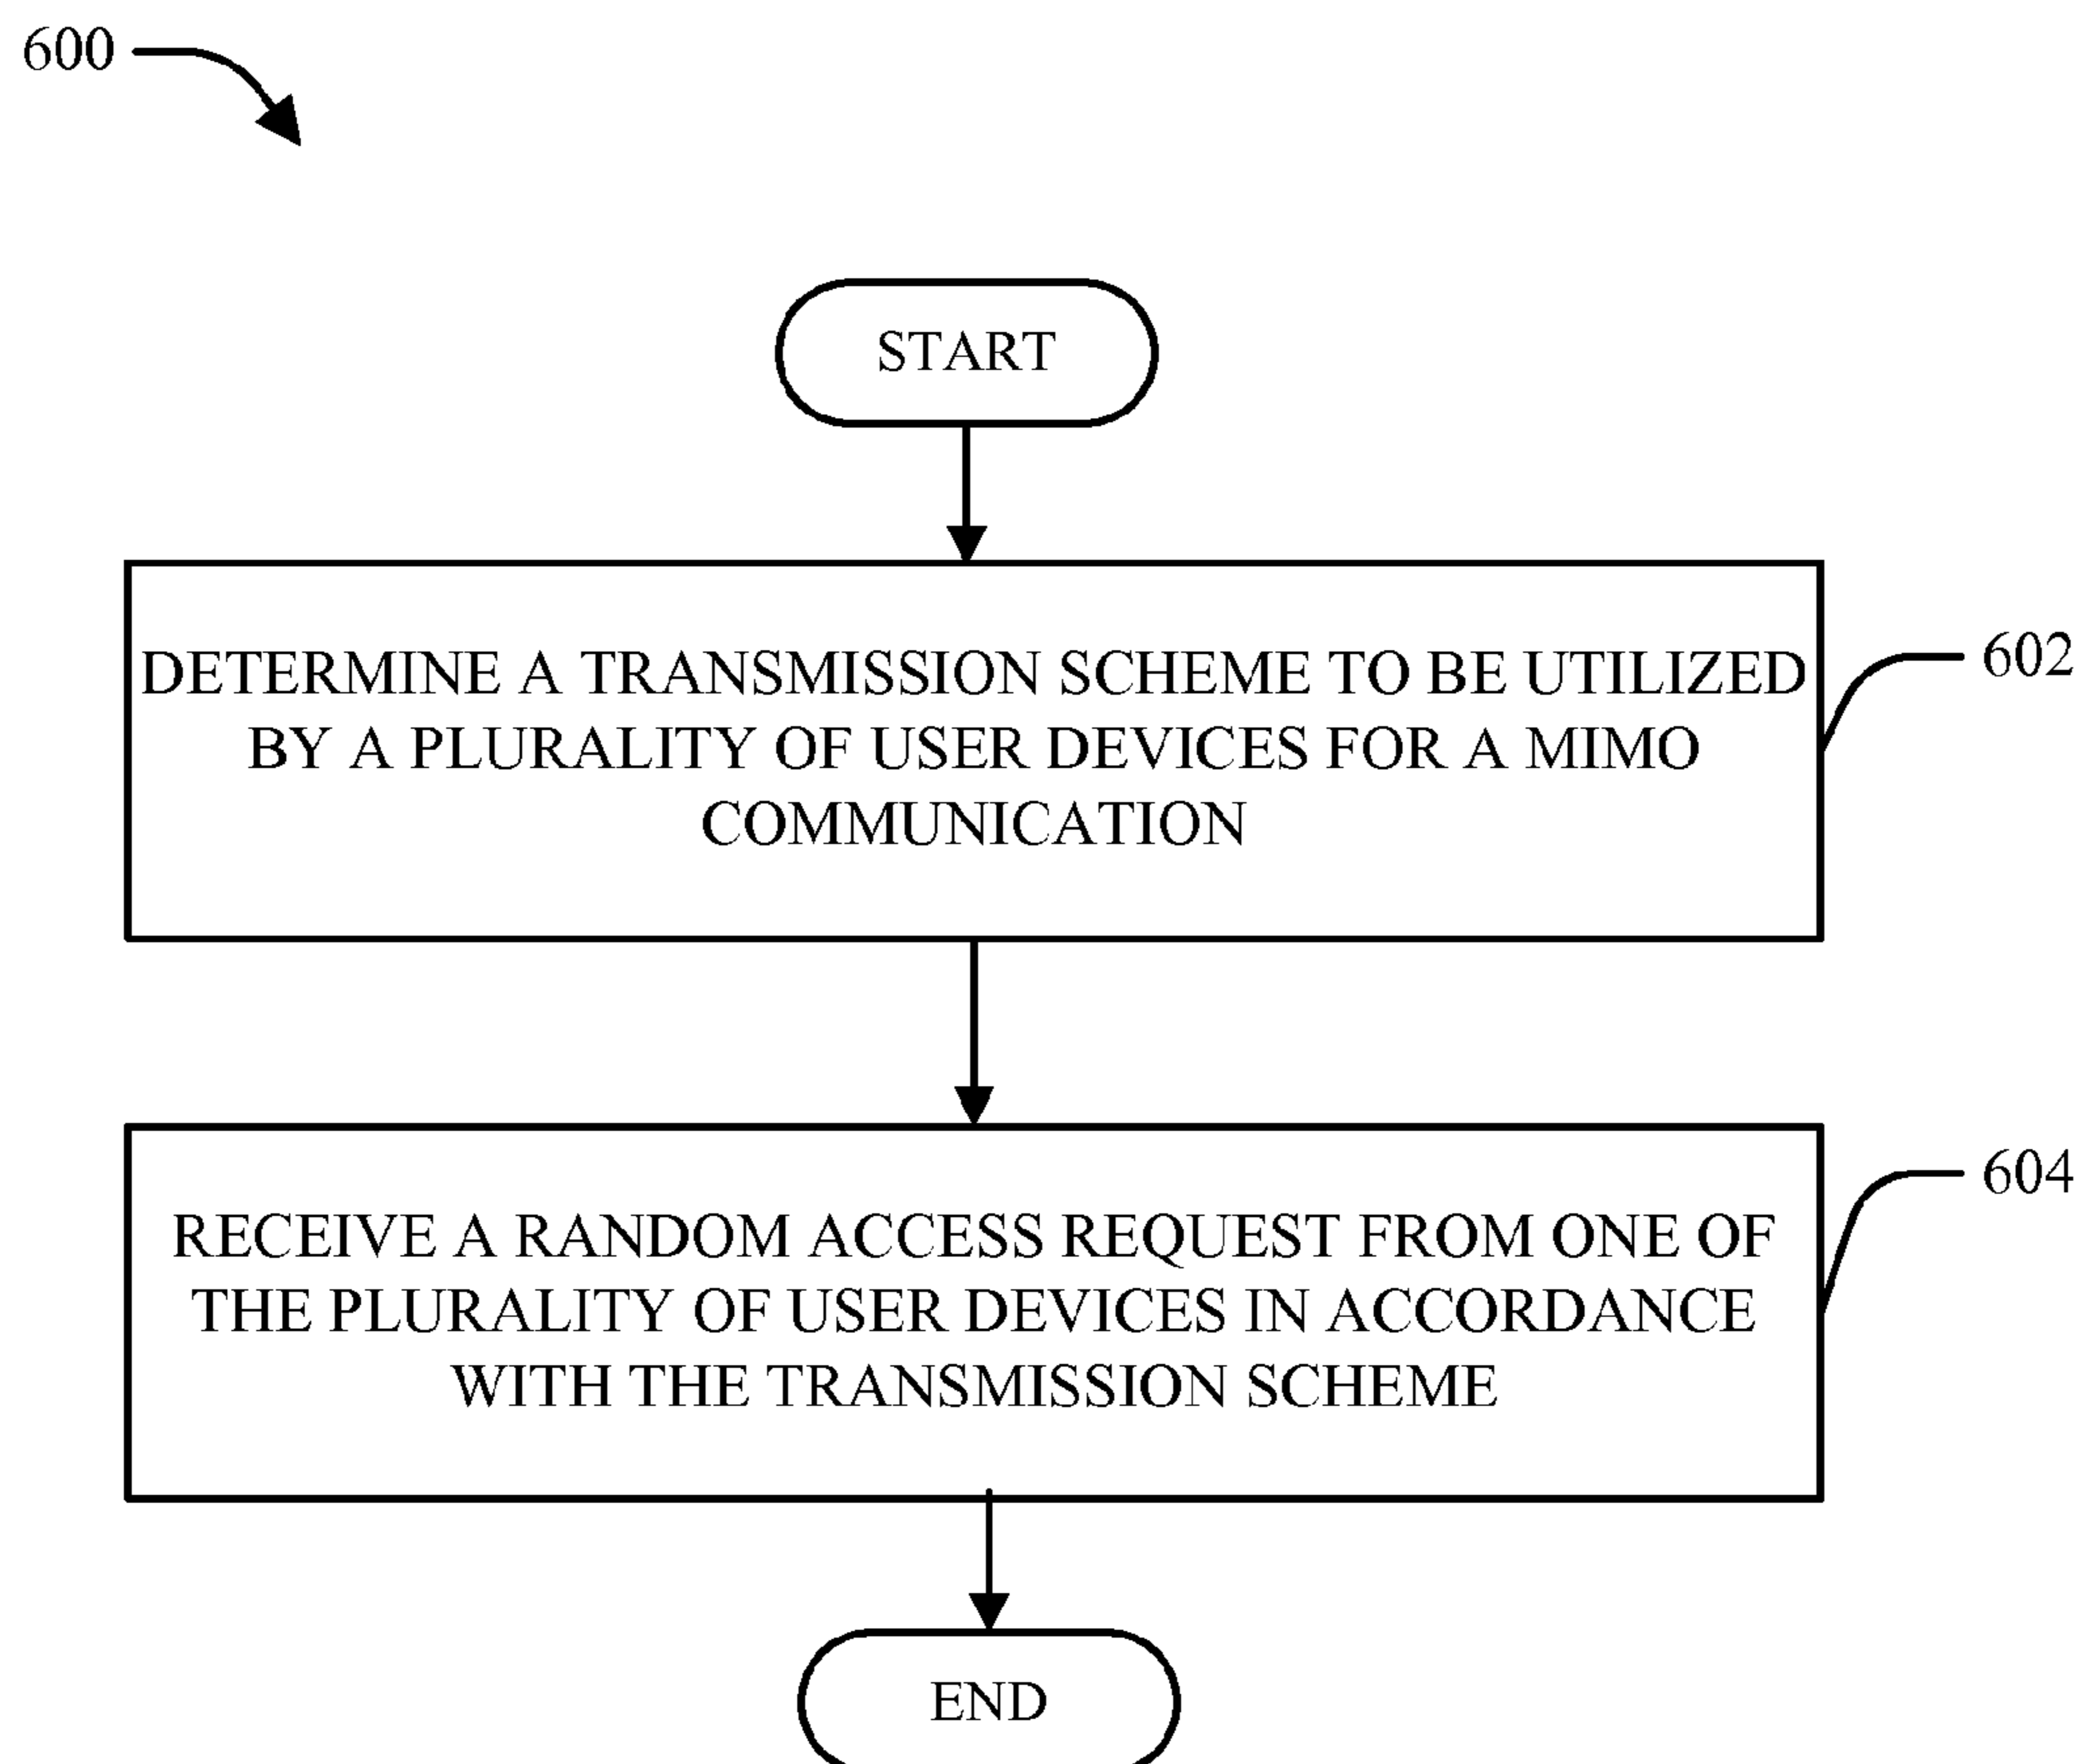 600
START
DETERMINE A TRANSMISSION SCHEME TO BE UTILIZED
BY A PLURALITY OF USER DEVICES FOR A MIMO
COMMUNICATION
602
RECEIVE A RANDOM ACCESS REQUEST FROM ONE OF
THE PLURALITY OF USER DEVICES IN ACCORDANCE
WITH THE TRANSMISSION SCHEME
604
END